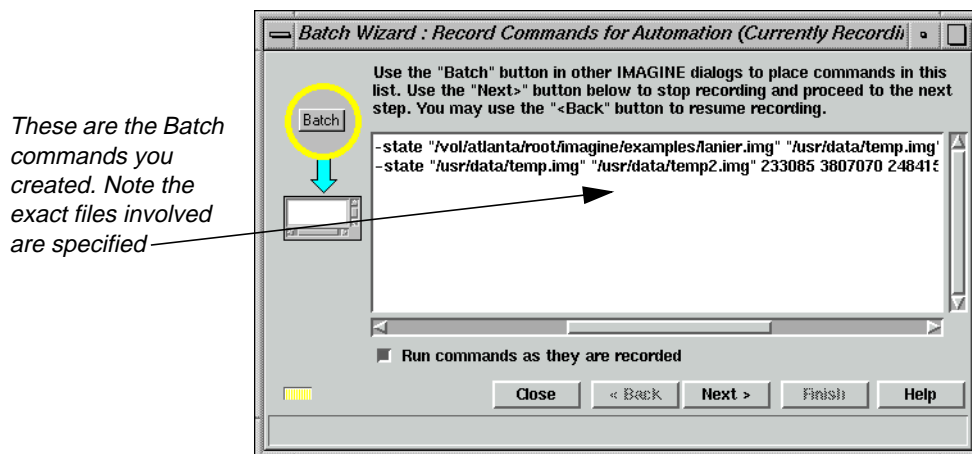 Batch Wizard : Record Commands for Automation (Currently Recordin
Use the "Batch" button in other IMAGINE dialogs to place commands in this
list. Use the "Next>" button below to stop recording and proceed to the next
step. You may use the "<Back" button to resume recording.
Batch
These are the Batch
commands you
created. Note the
exact files involved
are specified
-state "/vol/atlanta/root/imagine/examples/lanier.img" "/usr/data/temp.img"
-state "/usr/data/temp.img" "/usr/data/temp2.img" 233085 3807070 248415
Run commands as they are recorded
Close
< Back
Next >
Finish
Help